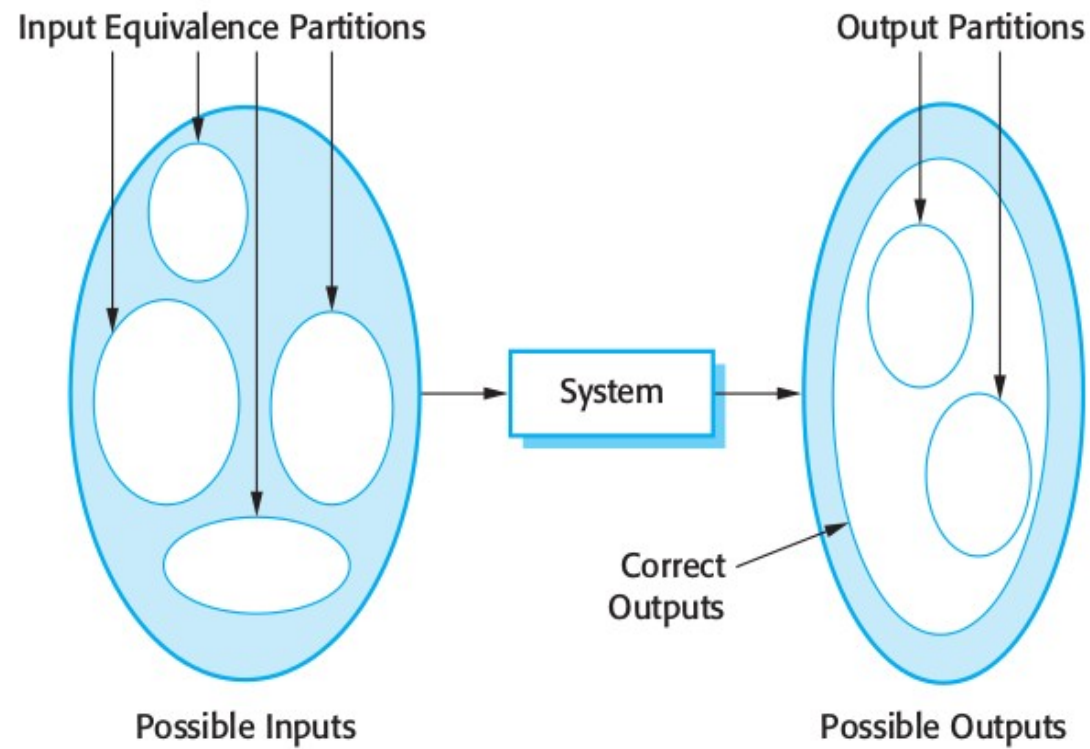 Input Equivalence Partitions
Output Partitions
System
Correct
Outputs
Possible Inputs
Possible Outputs